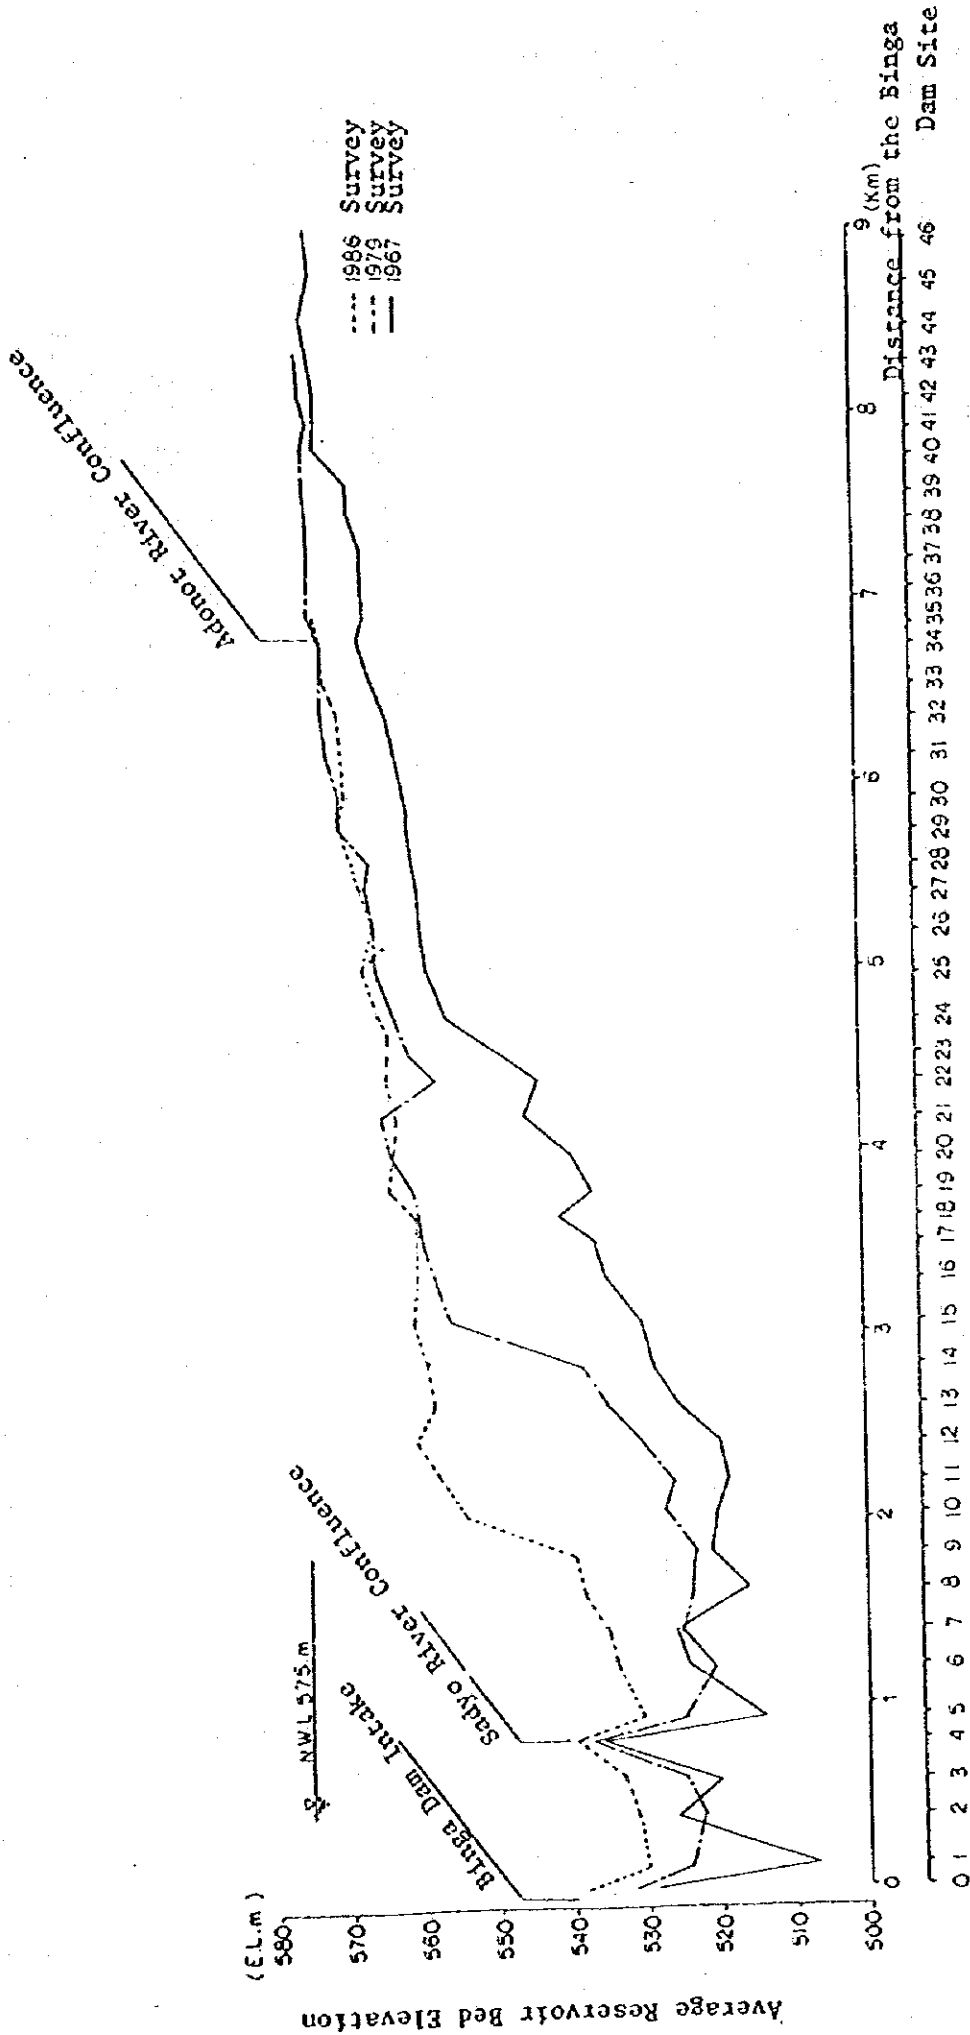 Average Reservoir Bed Elevation
(E.L.m)
580
570
560
550
540
530
520
510
500
NWL 575 m
Binga Dam Intake
Sadyo River Confluence
Adonot River Confluence
1986 Survey
1979 Survey
1967 Survey
0 1 2 3 4 5 6 7 8 9 (Km)
Distance from the Binga
Dam Site
0 1 2 3 4 5 6 7 8 9 10 11 12 13 14 15 16 17 18 19 20 21 22 23 24 25 26 27 28 29 30 31 32 33 34 35 36 37 38 39 40 41 42 43 44 45 46